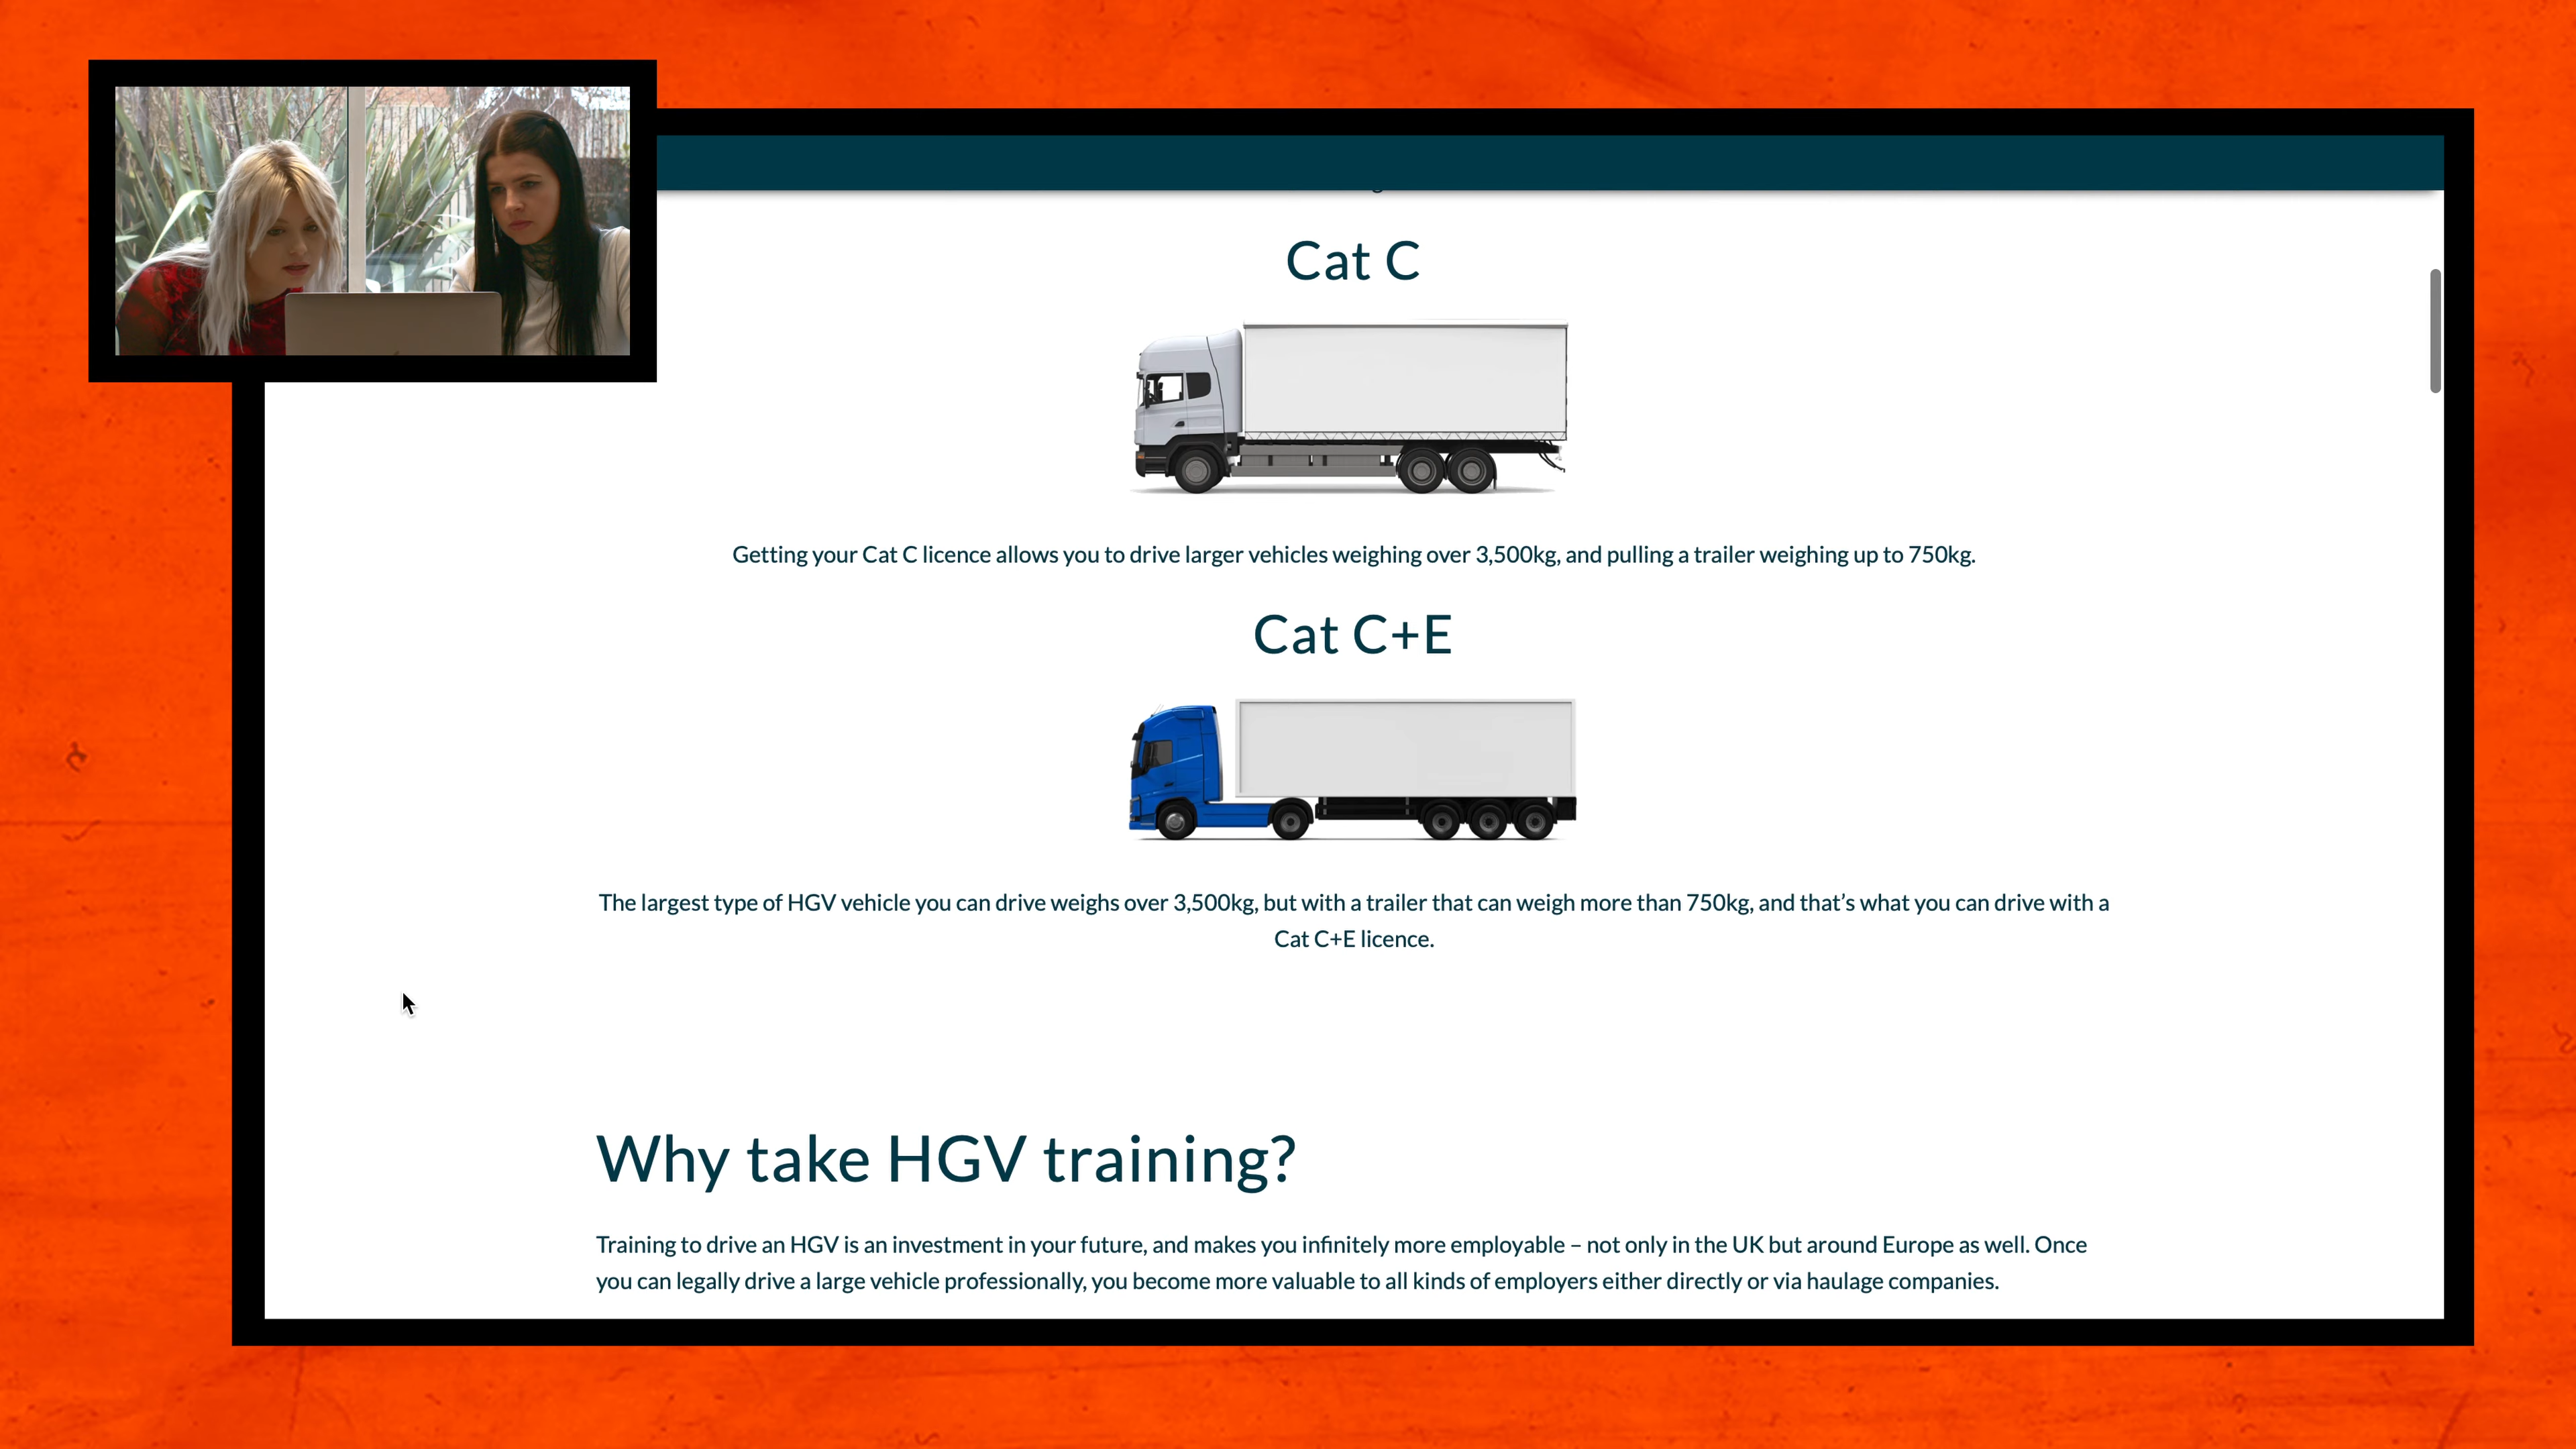 Cat C
Getting your Cat C licence allows you to drive larger vehicles weighing over 3,500kg, and pulling a trailer weighing up to 750kg.
Cat C+E
The largest type of HGV vehicle you can drive weighs over 3,500kg, but with a trailer that can weigh more than 750kg, and that’s what you can drive with a
Cat C+E licence.
Why take HGV training?
Training to drive an HGV is an investment in your future, and makes you infinitely more employable – not only in the UK but around Europe as well. Once
you can legally drive a large vehicle professionally, you become more valuable to all kinds of employers either directly or via haulage companies.